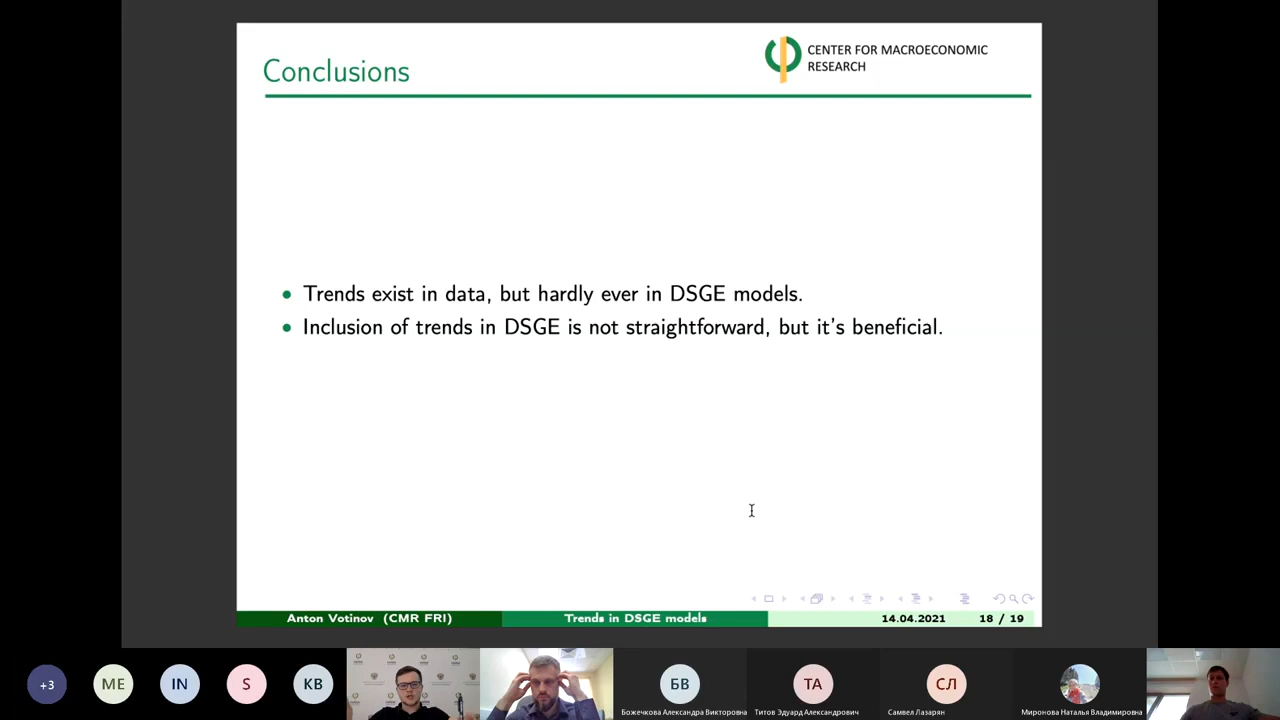 Conclusions
CENTER FOR MACROECONOMIC
RESEARCH
• Trends exist in data, but hardly ever in DSGE models.
• Inclusion of trends in DSGE is not straightforward, but it's beneficial.
Anton Votinov (CMR FRI)
Trends in DSGE models
14.04.2021
18 / 19
+3
ME
IN
S
KB
БВ
Божечкова Александра Викторовна
ТА
Титов Эдуард Александрович
СЛ
Самвел Лазарян
Миронова Наталья Владимировна